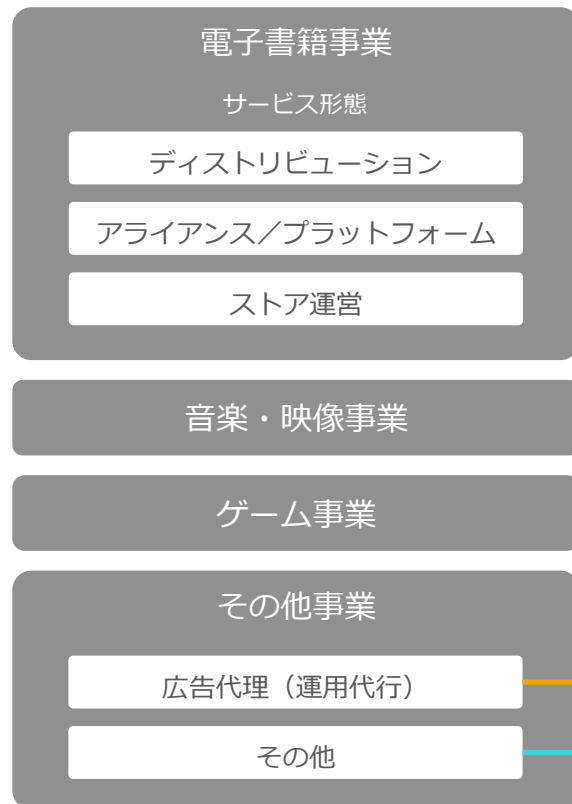 電子書籍事業
サービス形態
ディストリビューション
アライアンス／プラットフォーム
ストア運営
音楽・映像事業
ゲーム事業
その他事業
広告代理（運用代行）
その他